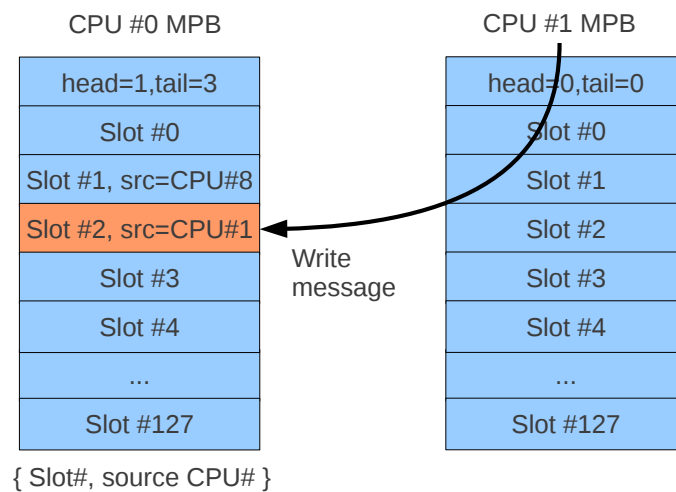 CPU #0 MPB
head=1,tail=3
Slot #0
Slot #1, src=CPU#8
Slot #2, src=CPU#1
Slot #3
Slot #4
...
Slot #127
{ Slot#, source CPU# }
Write
message
CPU #1 MPB
head=0,tail=0
Slot #0
Slot #1
Slot #2
Slot #3
Slot #4
...
Slot #127